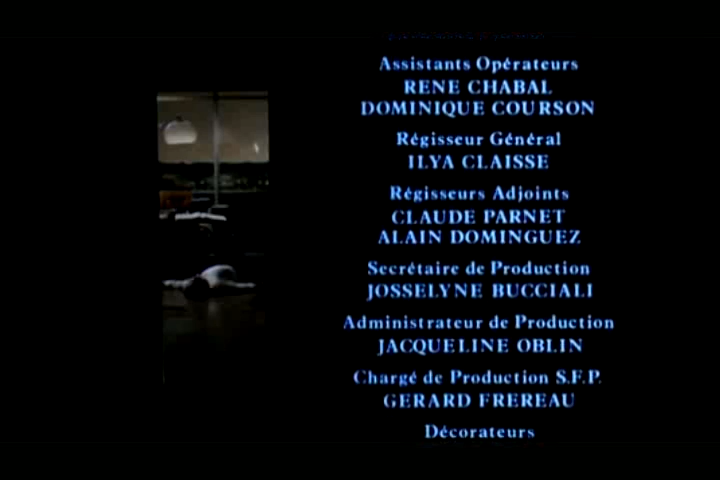 Assistants Opérateurs
RENE CHABAL
DOMINIQUE COURSON
Régisseur Général
ILYA CLAISSE
Régisseurs Adjoints
CLAUDE PARNET
ALAIN DOMINGUEZ
Secrétaire de Production
JOSSELYNE BUCCIALI
Administrateur de Production
JACQUELINE OBLIN
Chargé de Production S.F.P.
GERARD FREREAU
Décorateurs